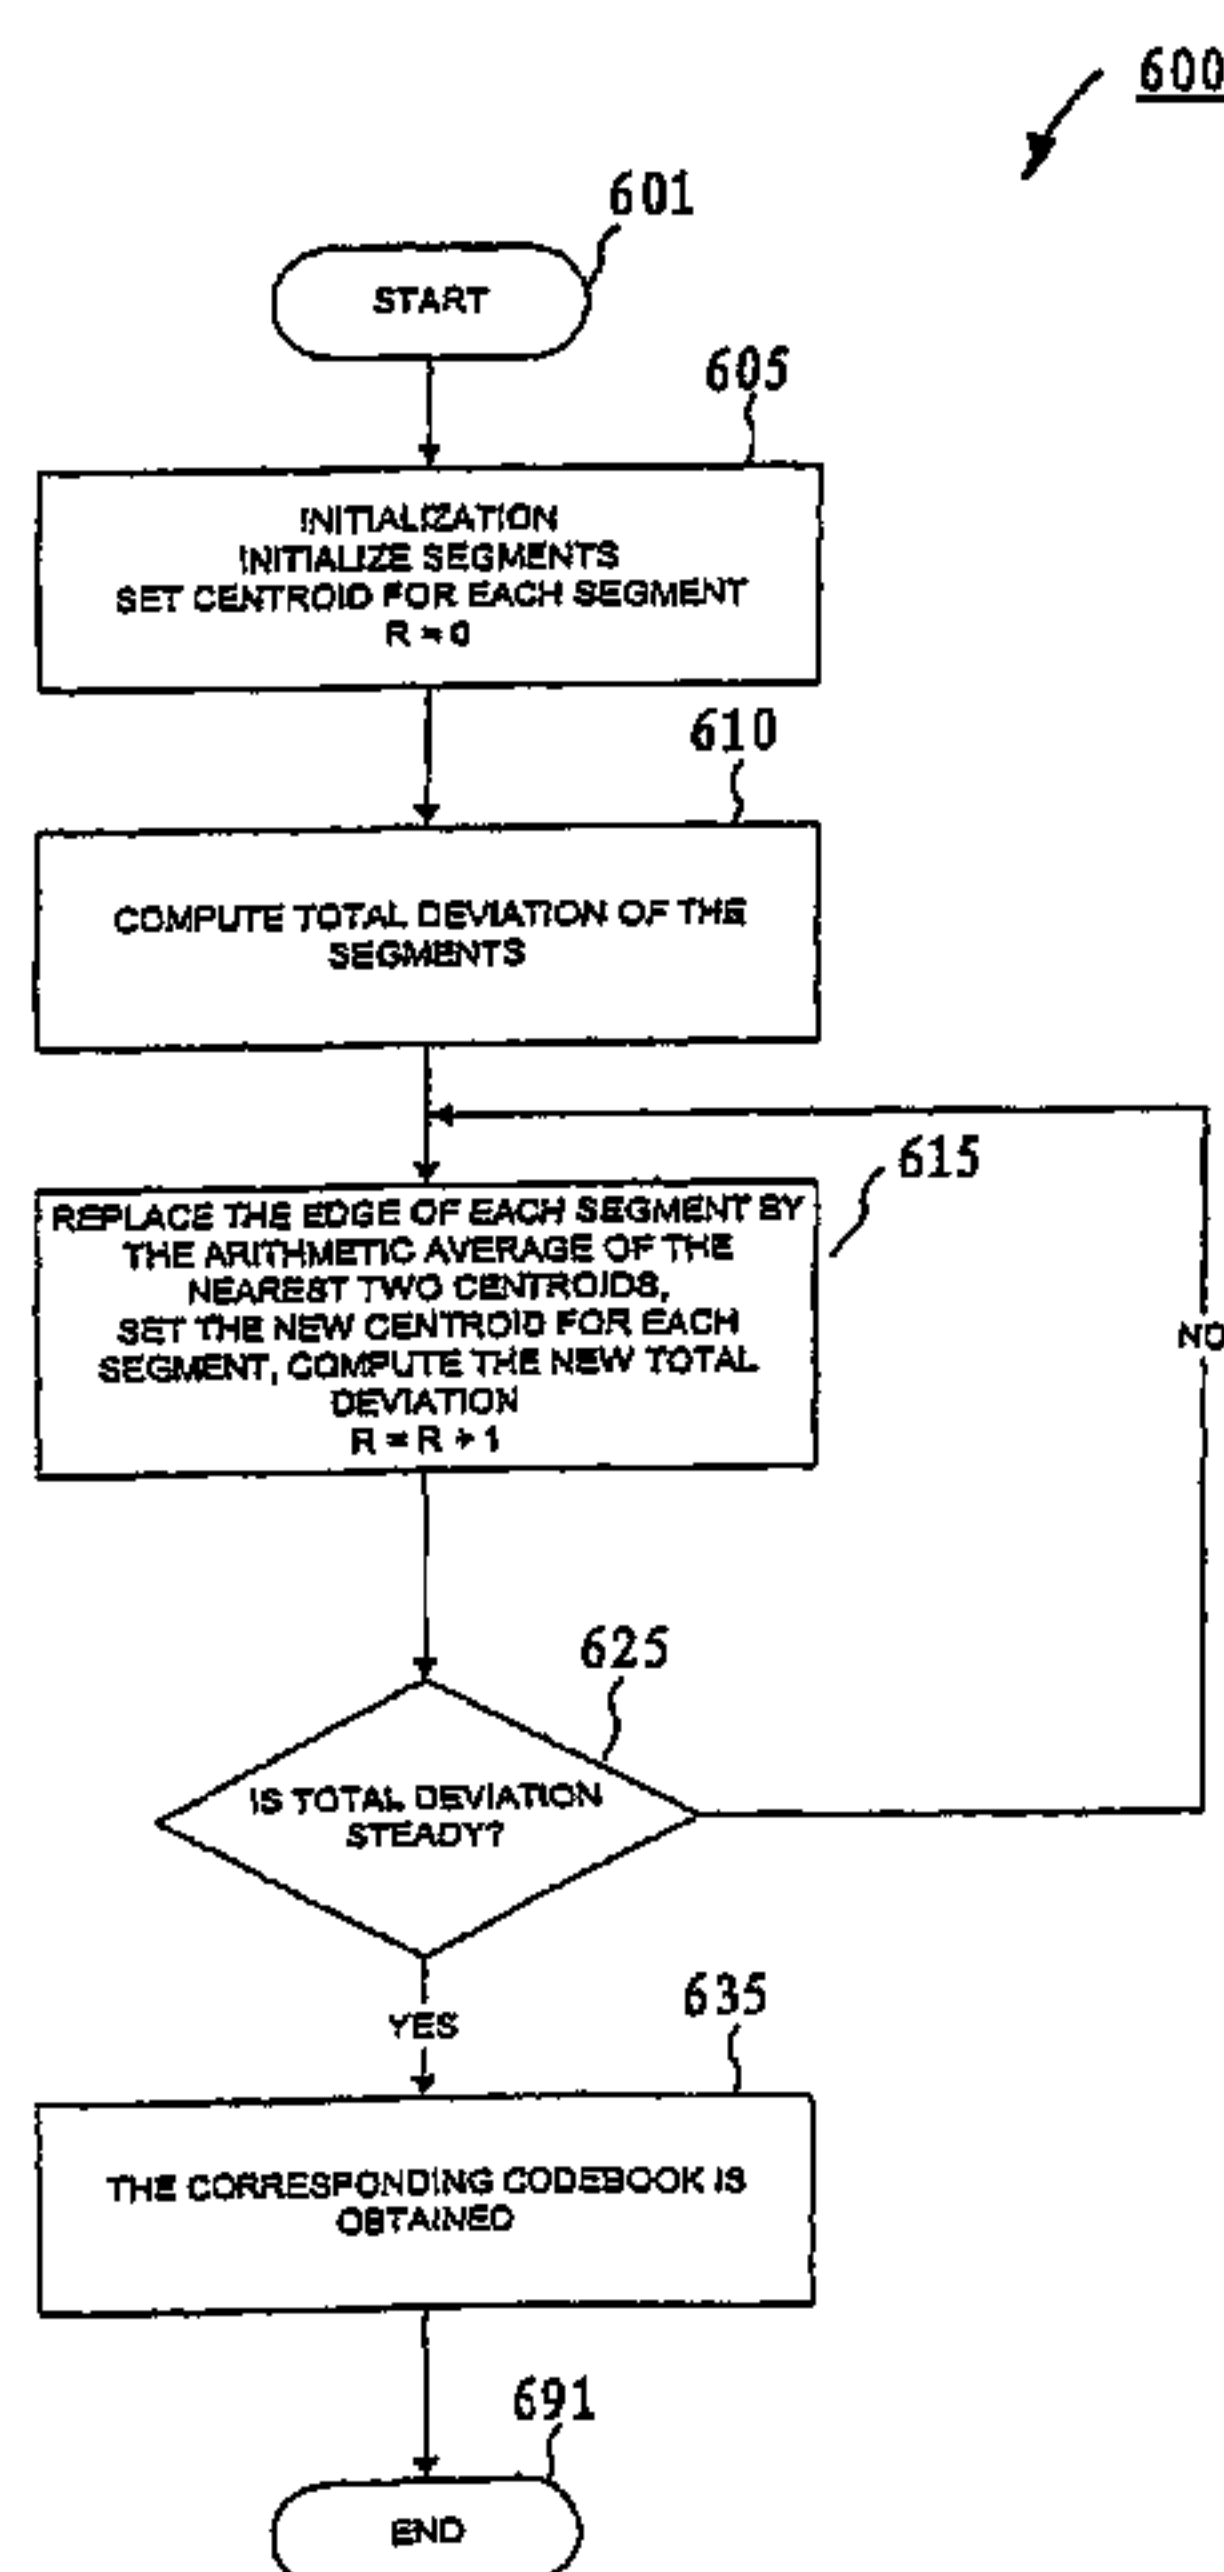 600
601
START
605
INITIALIZATION
INITIALIZE SEGMENTS
SET CENTROID FOR EACH SEGMENT
R = 0
610
COMPUTE TOTAL DEVIATION OF THE
SEGMENTS
615
REPLACE THE EDGE OF EACH SEGMENT BY
THE ARITHMETIC AVERAGE OF THE
NEAREST TWO CENTROIDS,
SET THE NEW CENTROID FOR EACH
SEGMENT, COMPUTE THE NEW TOTAL
DEVIATION
R = R + 1
NO
625
IS TOTAL DEVIATION
STEADY?
YES
635
THE CORRESPONDING CODEBOOK IS
OBTAINED
691
END